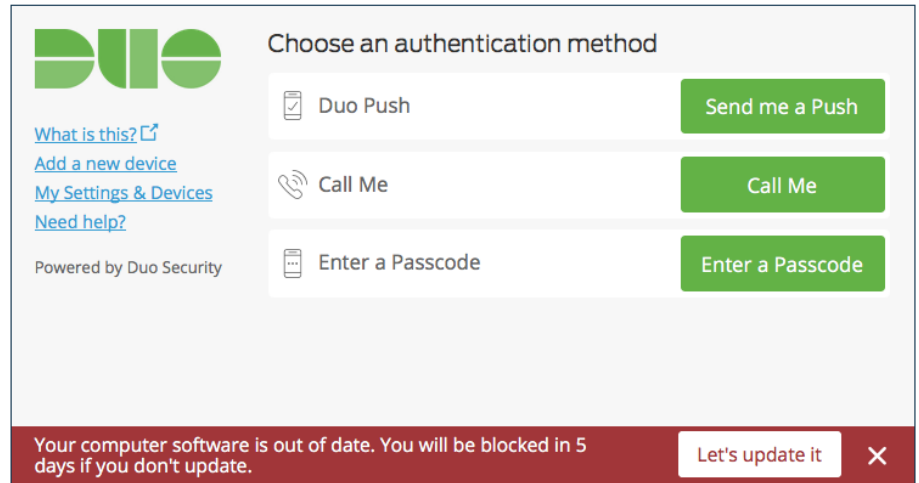 DUO
Choose an authentication method
Duo Push
Send me a Push
What is this?
Add a new device
My Settings & Devices
Need help?
Powered by Duo Security
Call Me
Call Me
Enter a Passcode
Enter a Passcode
Your computer software is out of date. You will be blocked in 5
days if you don't update.
Let's update it